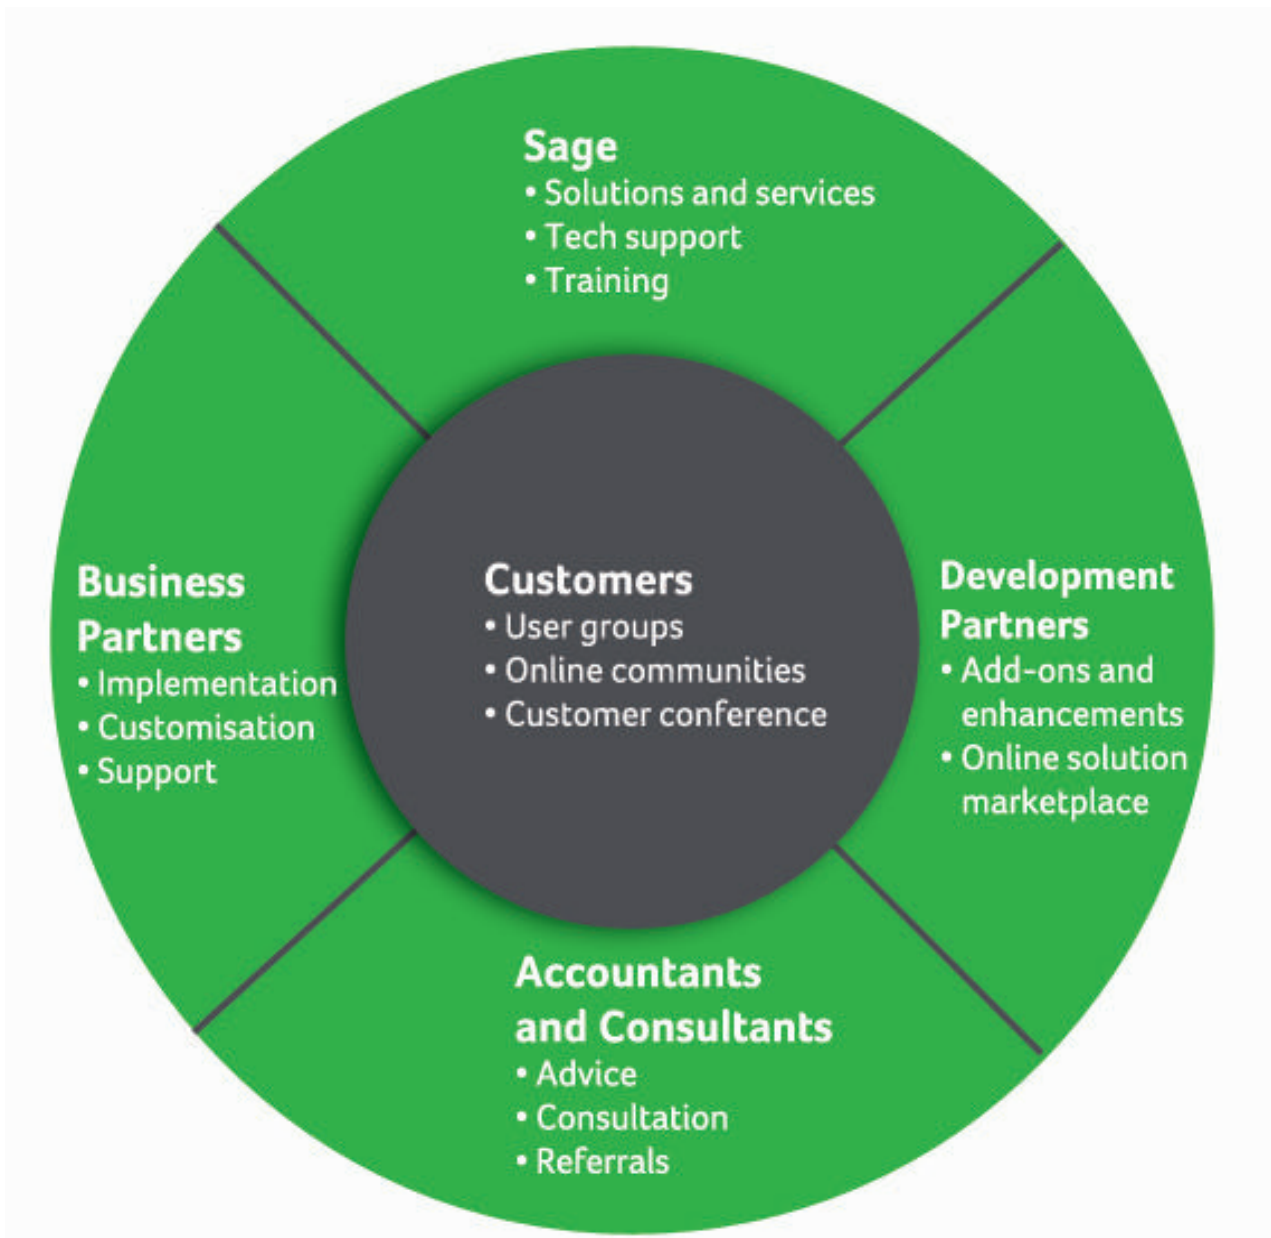 Sage
• Solutions and services
• Tech support
• Training
Business
Partners
• Implementation
• Customisation
• Support
Customers
• User groups
• Online communities
• Customer conference
Development
Partners
• Add-ons and
enhancements
• Online solution
marketplace
Accountants
and Consultants
• Advice
• Consultation
• Referrals